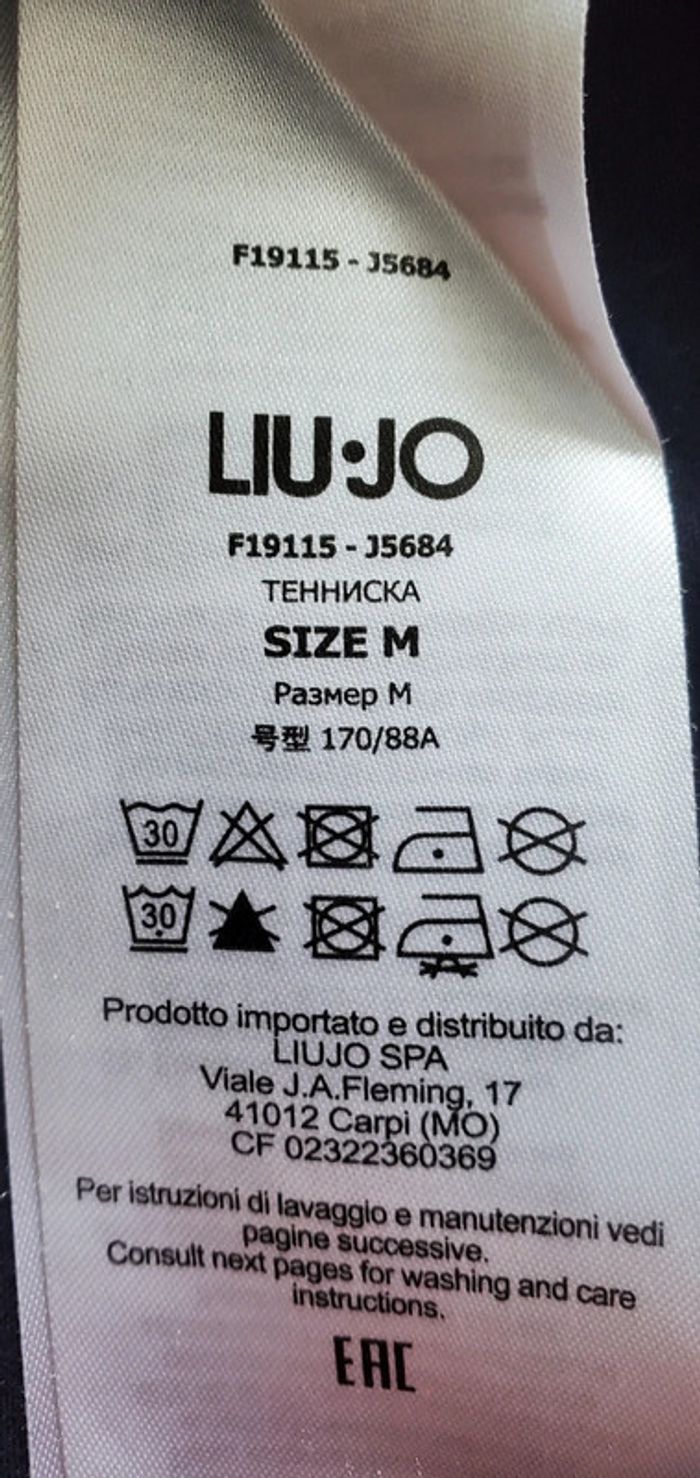 F19115 - J5684
LIU·JO
F19115 - J5684
ТЕННИСКА
SIZE M
Размер M
号型 170/88A
30
30
Prodotto importato e distribuito da:
LIUJO SPA
Viale J.A.Fleming, 17
41012 Carpi (MO)
CF 02322360369
Per istruzioni di lavaggio e manutenzioni vedi
pagine successive.
Consult next pages for washing and care
instructions.
EAC